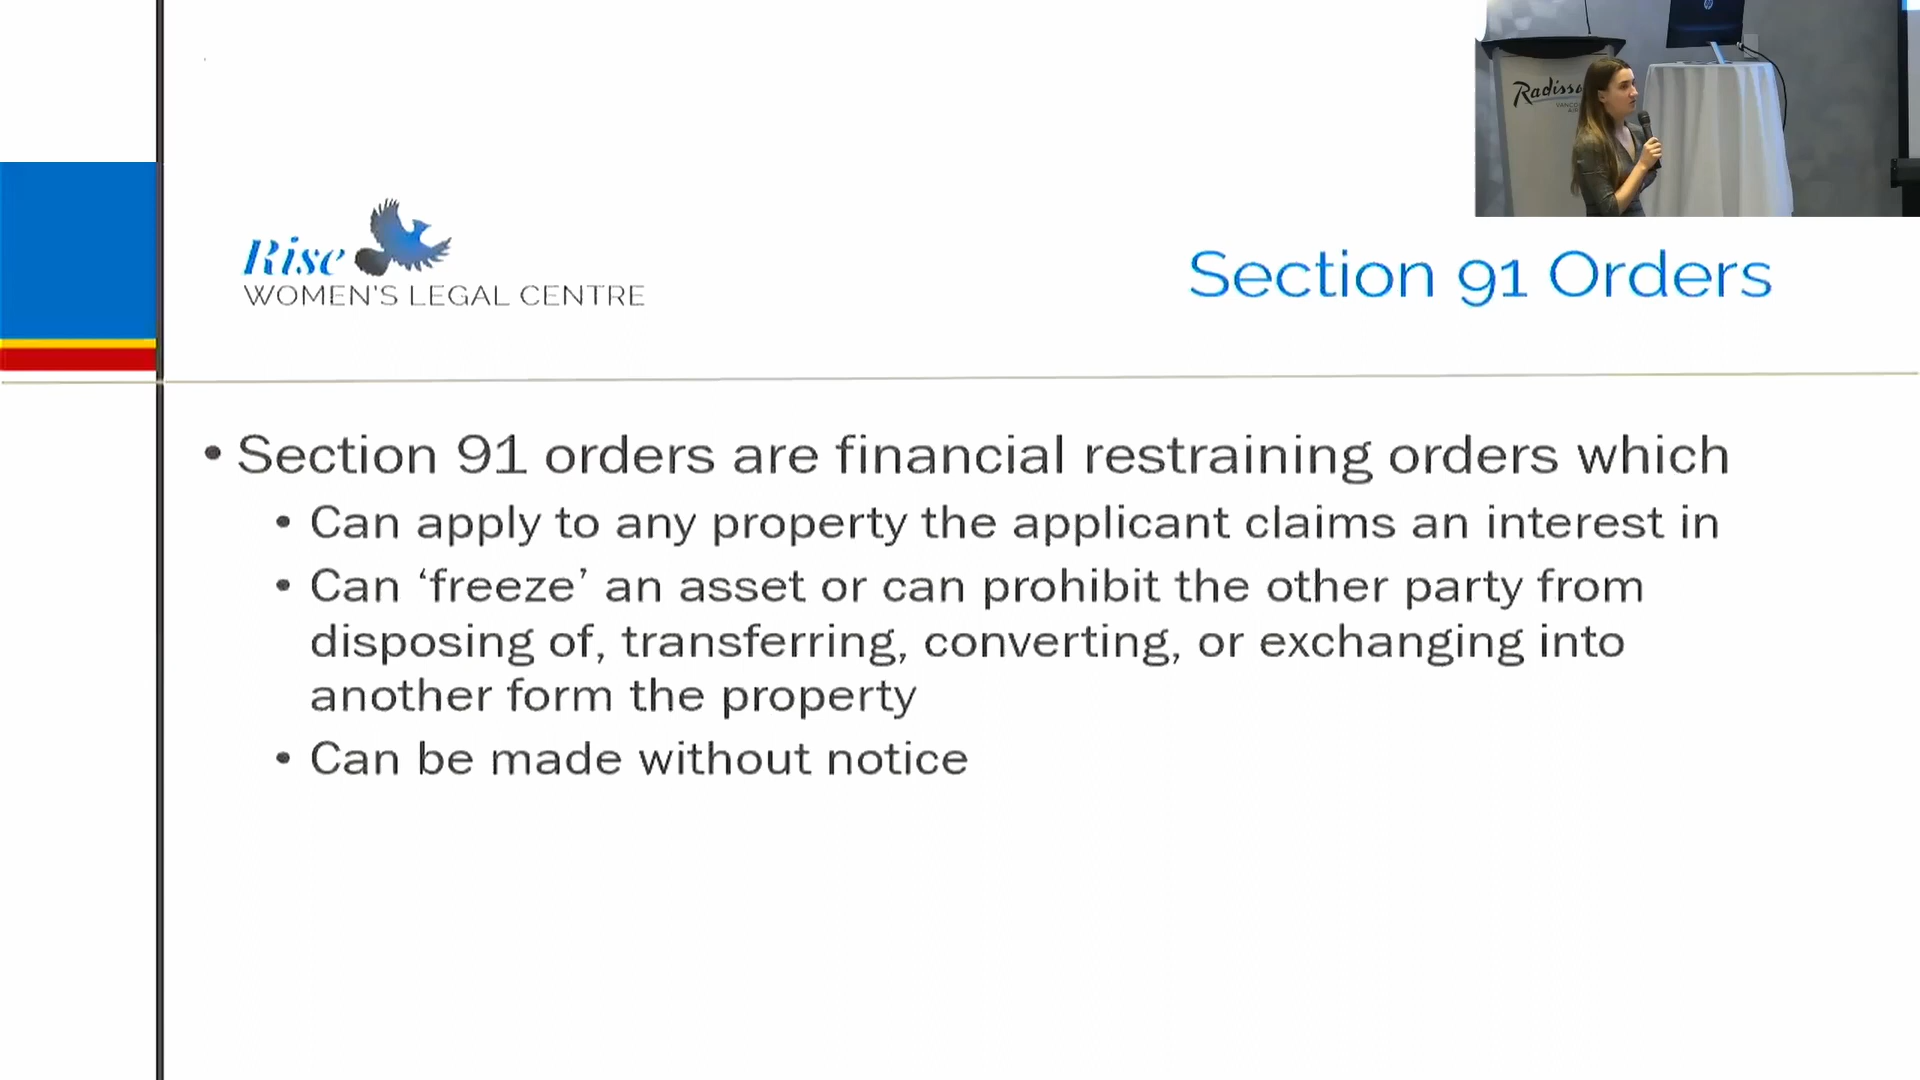 Radiss
Rise
WOMEN'S LEGAL CENTRE
Section 91 Orders
• Section 91 orders are financial restraining orders which
• Can apply to any property the applicant claims an interest in
• Can ‘freeze’ an asset or can prohibit the other party from
disposing of, transferring, converting, or exchanging into
another form the property
• Can be made without notice